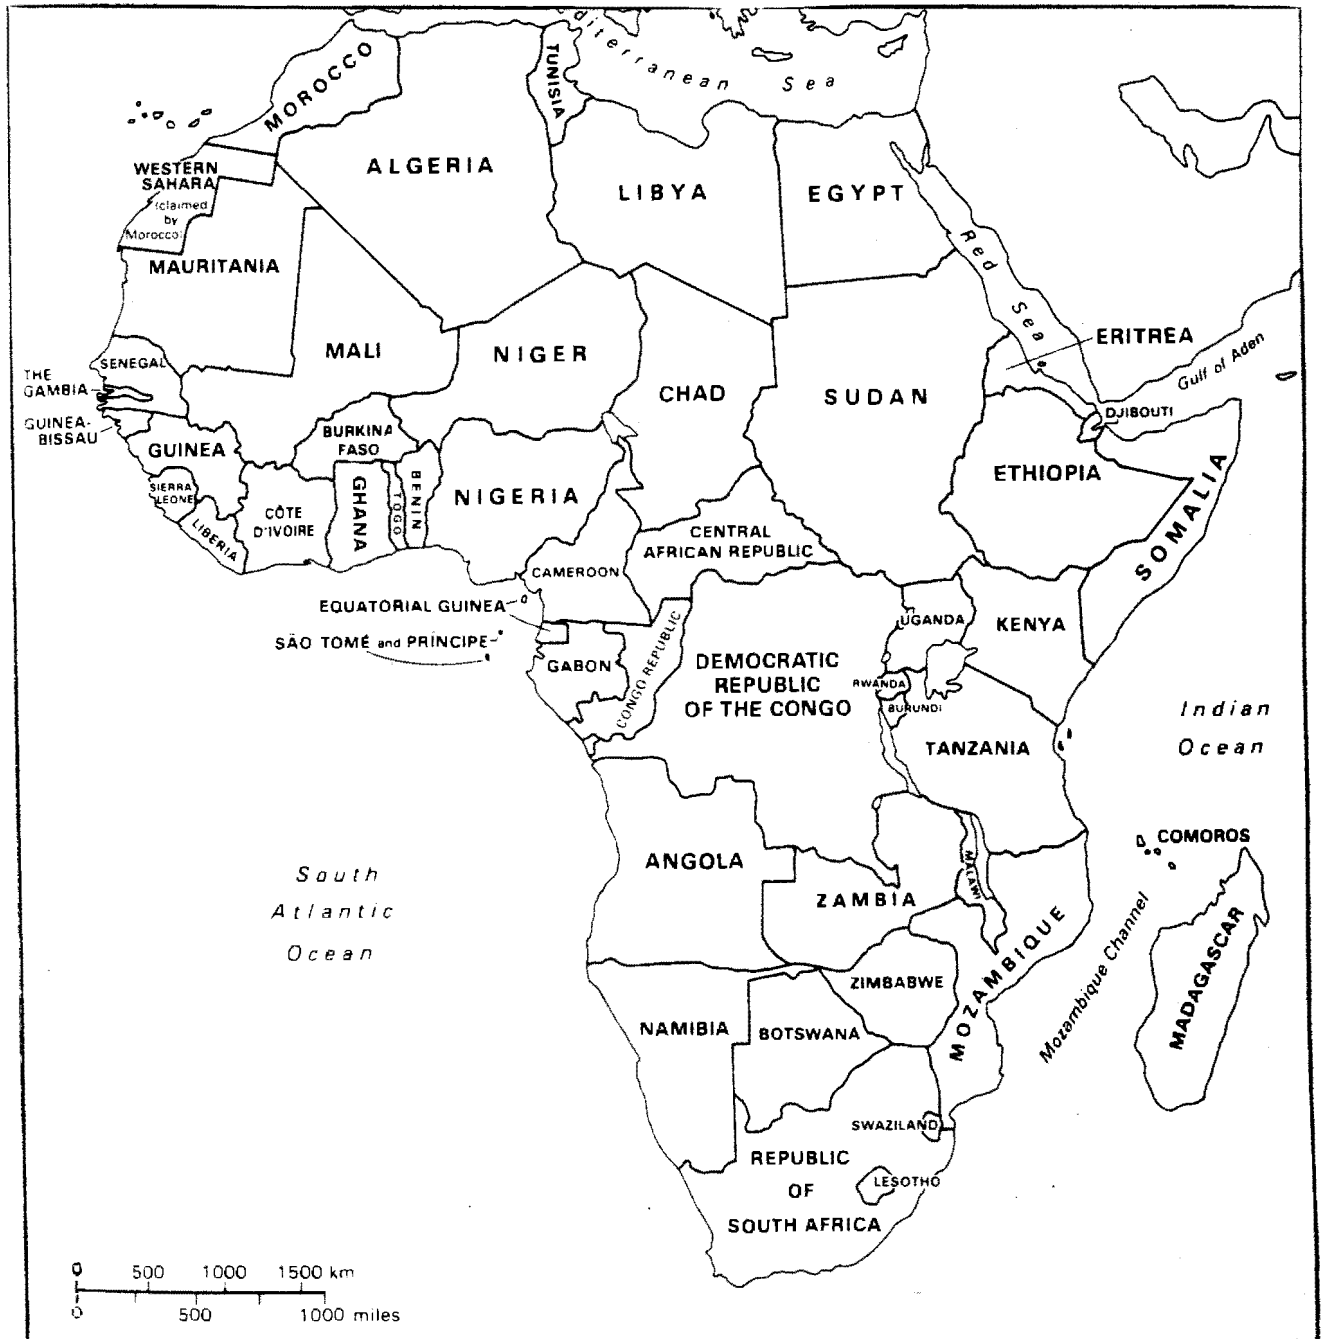 Mediterranean Sea
MOROCCO
TUNISIA
ALGERIA
LIBYA
EGYPT
WESTERN
SAHARA
(claimed
by
Morocco)
MAURITANIA
Red Sea
MALI
NIGER
CHAD
SUDAN
ERITREA
Gulf of Aden
SENEGAL
THE
GAMBIA
GUINEA-
BISSAU
GUINEA
BURKINA
FASO
DJIBOUTI
SIERRA
LEONE
LIBERIA
CÔTE
D'IVOIRE
GHANA
TOGO
BENIN
NIGERIA
ETHIOPIA
SOMALIA
CENTRAL
AFRICAN REPUBLIC
CAMEROON
EQUATORIAL GUINEA
SÃO TOMÉ and PRÍNCIPE
GABON
CONGO REPUBLIC
DEMOCRATIC
REPUBLIC
OF THE CONGO
UGANDA
KENYA
RWANDA
BURUNDI
TANZANIA
Indian
Ocean
COMOROS
ANGOLA
ZAMBIA
MALAWI
South
Atlantic
Ocean
MOZAMBIQUE
Mozambique Channel
MADAGASCAR
ZIMBABWE
NAMIBIA
BOTSWANA
SWAZILAND
LESOTHO
REPUBLIC
OF
SOUTH AFRICA
0 500 1000 1500 km
0 500 1000 miles